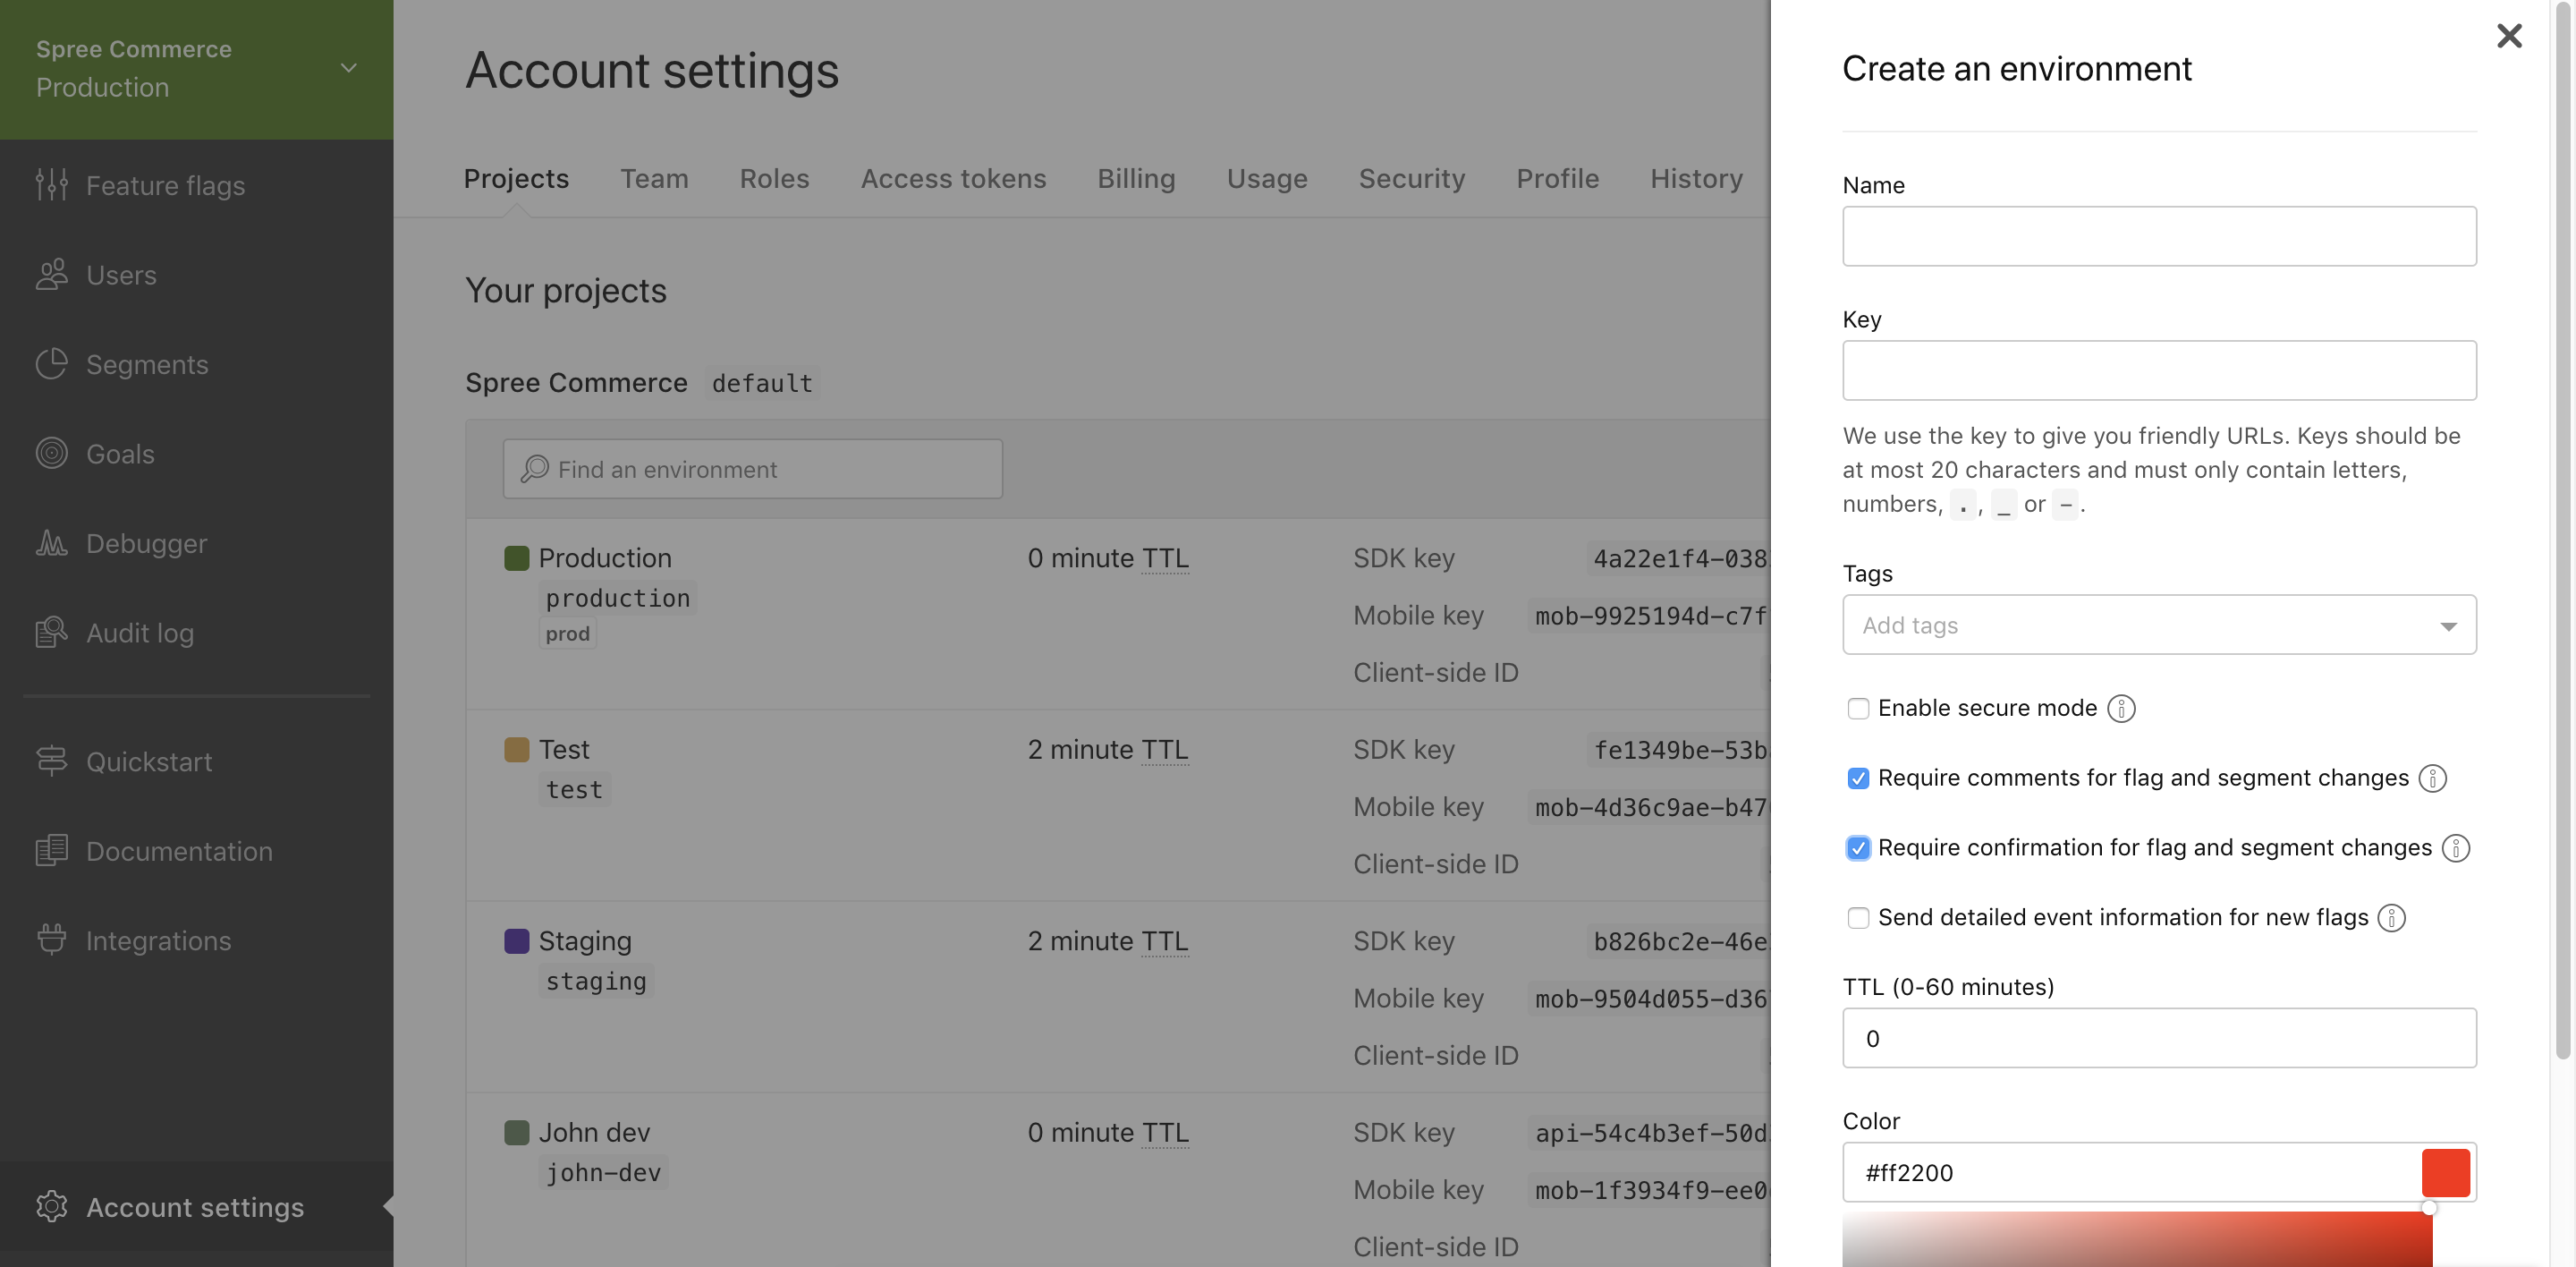 Spree Commerce
Production
Feature flags
Users
Segments
Goals
Debugger
Audit log
Quickstart
Documentation
Integrations
Account settings
Account settings
Projects Team Roles Access tokens Billing Usage Security Profile History
Your projects
Spree Commerce default
Find an environment
Production 0 minute TTL SDK key 4a22e1f4-038
production Mobile key mob-9925194d-c7f
prod
Client-side ID
Test 2 minute TTL SDK key fe1349be-53b
test Mobile key mob-4d36c9ae-b47
Client-side ID
Staging 2 minute TTL SDK key b826bc2e-46e
staging Mobile key mob-9504d055-d36
Client-side ID
John dev 0 minute TTL SDK key api-54c4b3ef-50d
john-dev Mobile key mob-1f3934f9-ee0
Client-side ID
Create an environment
Name
Key
We use the key to give you friendly URLs. Keys should be
at most 20 characters and must only contain letters,
numbers, . , _ or - .
Tags
Add tags
Enable secure mode
Require comments for flag and segment changes
Require confirmation for flag and segment changes
Send detailed event information for new flags
TTL (0-60 minutes)
0
Color
#ff2200